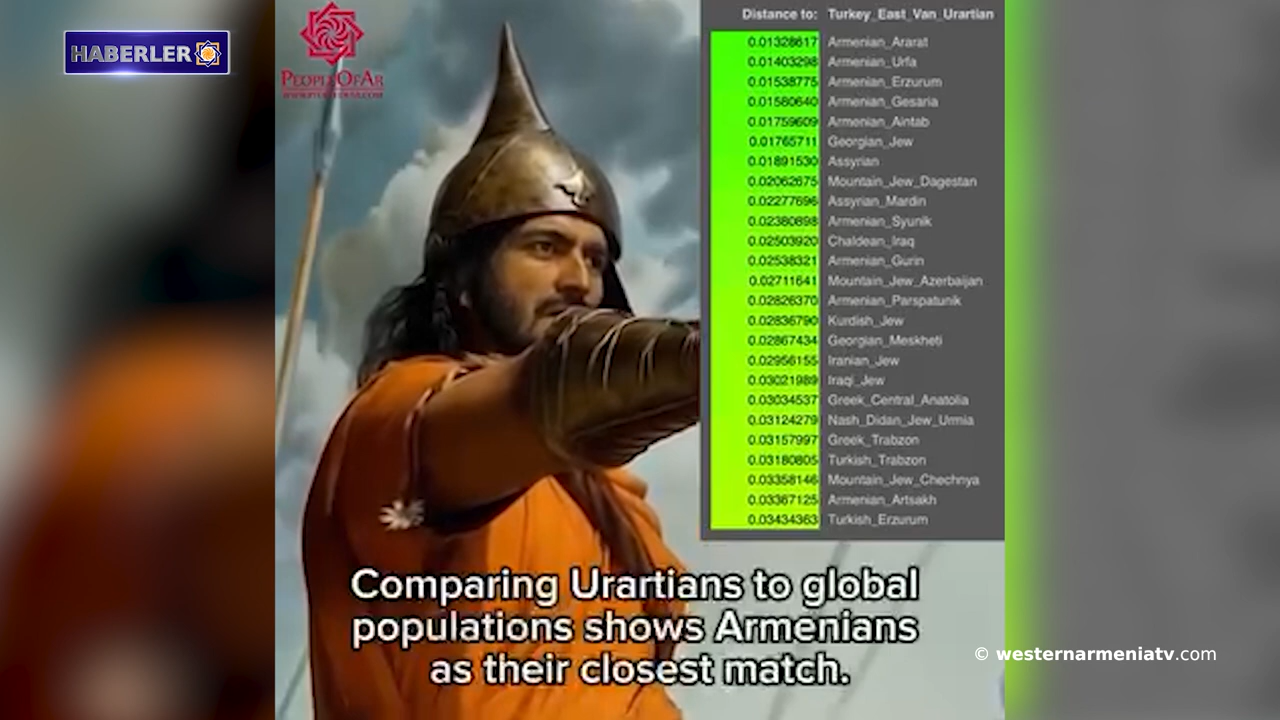 HABERLER
PEOPLEOFAR
Distance to: Turkey_East_Van_Urartian
0.01328617 Armenian_Ararat
0.01403298 Armenian_Urfa
0.01538775 Armenian_Erzurum
0.01580640 Armenian_Gesaria
0.01759609 Armenian_Aintab
0.01765711 Georgian_Jew
0.01891530 Assyrian
0.02062675 Mountain_Jew_Dagestan
0.02277696 Assyrian_Mardin
0.02380898 Armenian_Syunik
0.02503920 Chaldean_Iraq
0.02538321 Armenian_Gurin
0.02711641 Mountain_Jew_Azerbaijan
0.02826370 Armenian_Parspatunik
0.02836790 Kurdish_Jew
0.02867434 Georgian_Meskheti
0.02956155 Iranian_Jew
0.03021989 Iraqi_Jew
0.03034537 Greek_Central_Anatolia
0.03124279 Nash_Didan_Jew_Urmia
0.03157997 Greek_Trabzon
0.03180805 Turkish_Trabzon
0.03358146 Mountain_Jew_Chechnya
0.03367125 Armenian_Artsakh
0.03434363 Turkish_Erzurum
Comparing Urartians to global
populations shows Armenians
as their closest match.
© westernarmeniatv.com